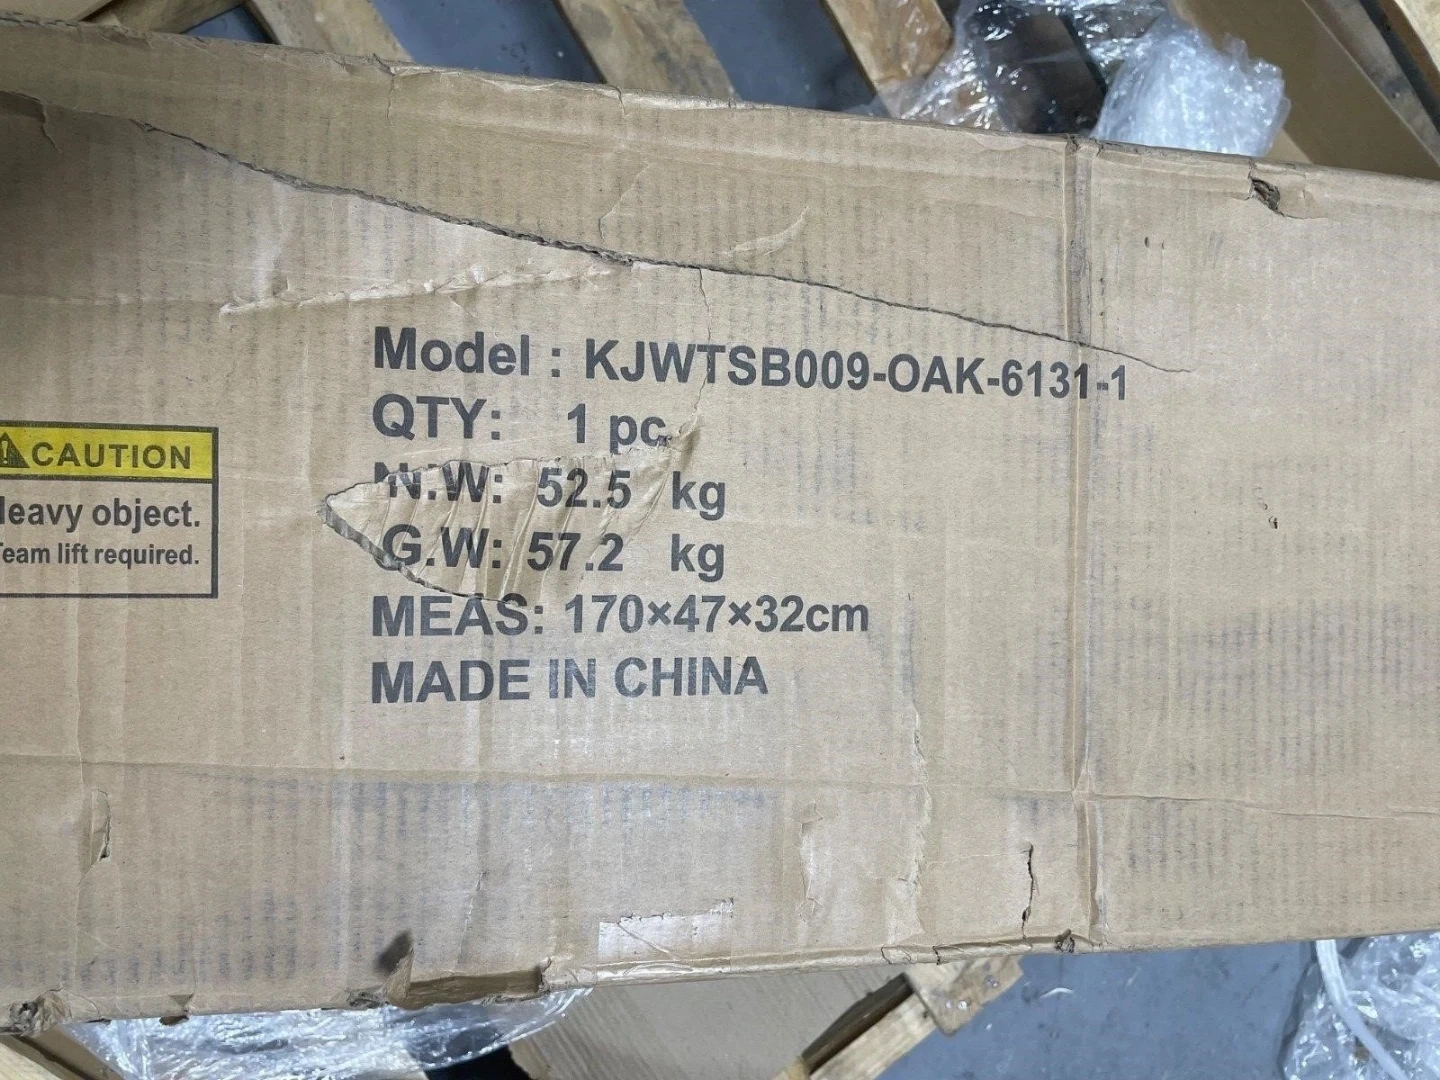 Model : KJWTSB009-OAK-6131-1
QTY: 1 pc.
N.W: 52.5 kg
G.W: 57.2 kg
MEAS: 170×47×32cm
MADE IN CHINA
CAUTION
Heavy object.
Team lift required.